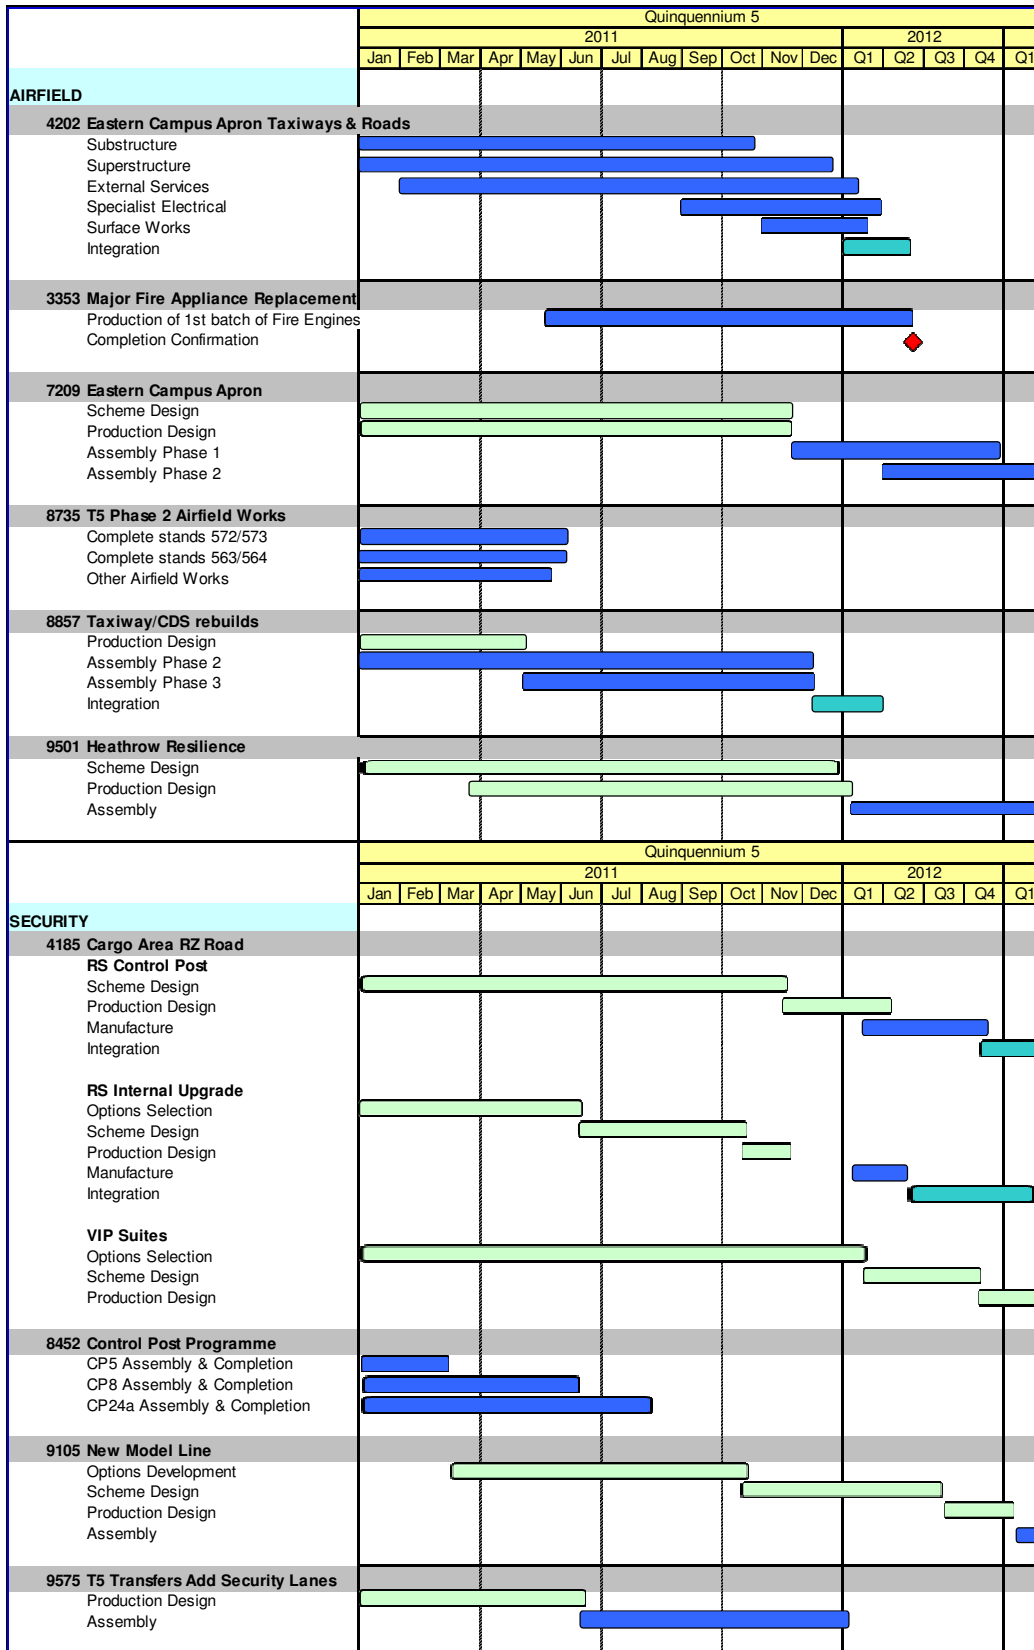 Quinquennium 5
2011 2012
Jan Feb Mar Apr May Jun Jul Aug Sep Oct Nov Dec Q1 Q2 Q3 Q4 Q1
AIRFIELD
4202 Eastern Campus Apron Taxiways & Roads
Substructure
Superstructure
External Services
Specialist Electrical
Surface Works
Integration
3353 Major Fire Appliance Replacement
Production of 1st batch of Fire Engines
Completion Confirmation
7209 Eastern Campus Apron
Scheme Design
Production Design
Assembly Phase 1
Assembly Phase 2
8735 T5 Phase 2 Airfield Works
Complete stands 572/573
Complete stands 563/564
Other Airfield Works
8857 Taxiway/CDS rebuilds
Production Design
Assembly Phase 2
Assembly Phase 3
Integration
9501 Heathrow Resilience
Scheme Design
Production Design
Assembly
Quinquennium 5
2011 2012
Jan Feb Mar Apr May Jun Jul Aug Sep Oct Nov Dec Q1 Q2 Q3 Q4 Q1
SECURITY
4185 Cargo Area RZ Road
RS Control Post
Scheme Design
Production Design
Manufacture
Integration
RS Internal Upgrade
Options Selection
Scheme Design
Production Design
Manufacture
Integration
VIP Suites
Options Selection
Scheme Design
Production Design
8452 Control Post Programme
CP5 Assembly & Completion
CP8 Assembly & Completion
CP24a Assembly & Completion
9105 New Model Line
Options Development
Scheme Design
Production Design
Assembly
9575 T5 Transfers Add Security Lanes
Production Design
Assembly